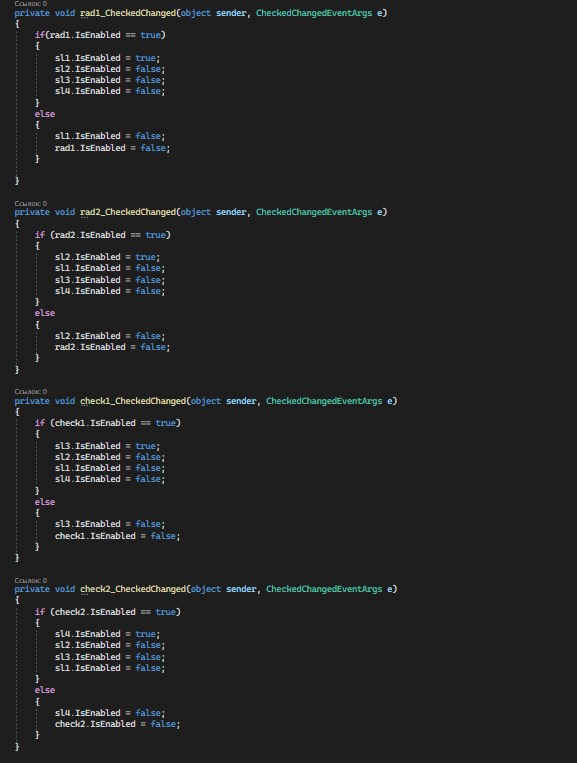 Ссылок: 0
private void rad1_CheckedChanged(object sender, CheckedChangedEventArgs e)
{
    if(rad1.IsEnabled == true)
    {
        sl1.IsEnabled = true;
        sl2.IsEnabled = false;
        sl3.IsEnabled = false;
        sl4.IsEnabled = false;
    }
    else
    {
        sl1.IsEnabled = false;
        rad1.IsEnabled = false;
    }

}

Ссылок: 0
private void rad2_CheckedChanged(object sender, CheckedChangedEventArgs e)
{
    if (rad2.IsEnabled == true)
    {
        sl2.IsEnabled = true;
        sl1.IsEnabled = false;
        sl3.IsEnabled = false;
        sl4.IsEnabled = false;
    }
    else
    {
        sl2.IsEnabled = false;
        rad2.IsEnabled = false;
    }
}

Ссылок: 0
private void check1_CheckedChanged(object sender, CheckedChangedEventArgs e)
{
    if (check1.IsEnabled == true)
    {
        sl3.IsEnabled = true;
        sl2.IsEnabled = false;
        sl1.IsEnabled = false;
        sl4.IsEnabled = false;
    }
    else
    {
        sl3.IsEnabled = false;
        check1.IsEnabled = false;
    }
}

Ссылок: 0
private void check2_CheckedChanged(object sender, CheckedChangedEventArgs e)
{
    if (check2.IsEnabled == true)
    {
        sl4.IsEnabled = true;
        sl2.IsEnabled = false;
        sl3.IsEnabled = false;
        sl1.IsEnabled = false;
    }
    else
    {
        sl4.IsEnabled = false;
        check2.IsEnabled = false;
    }
}